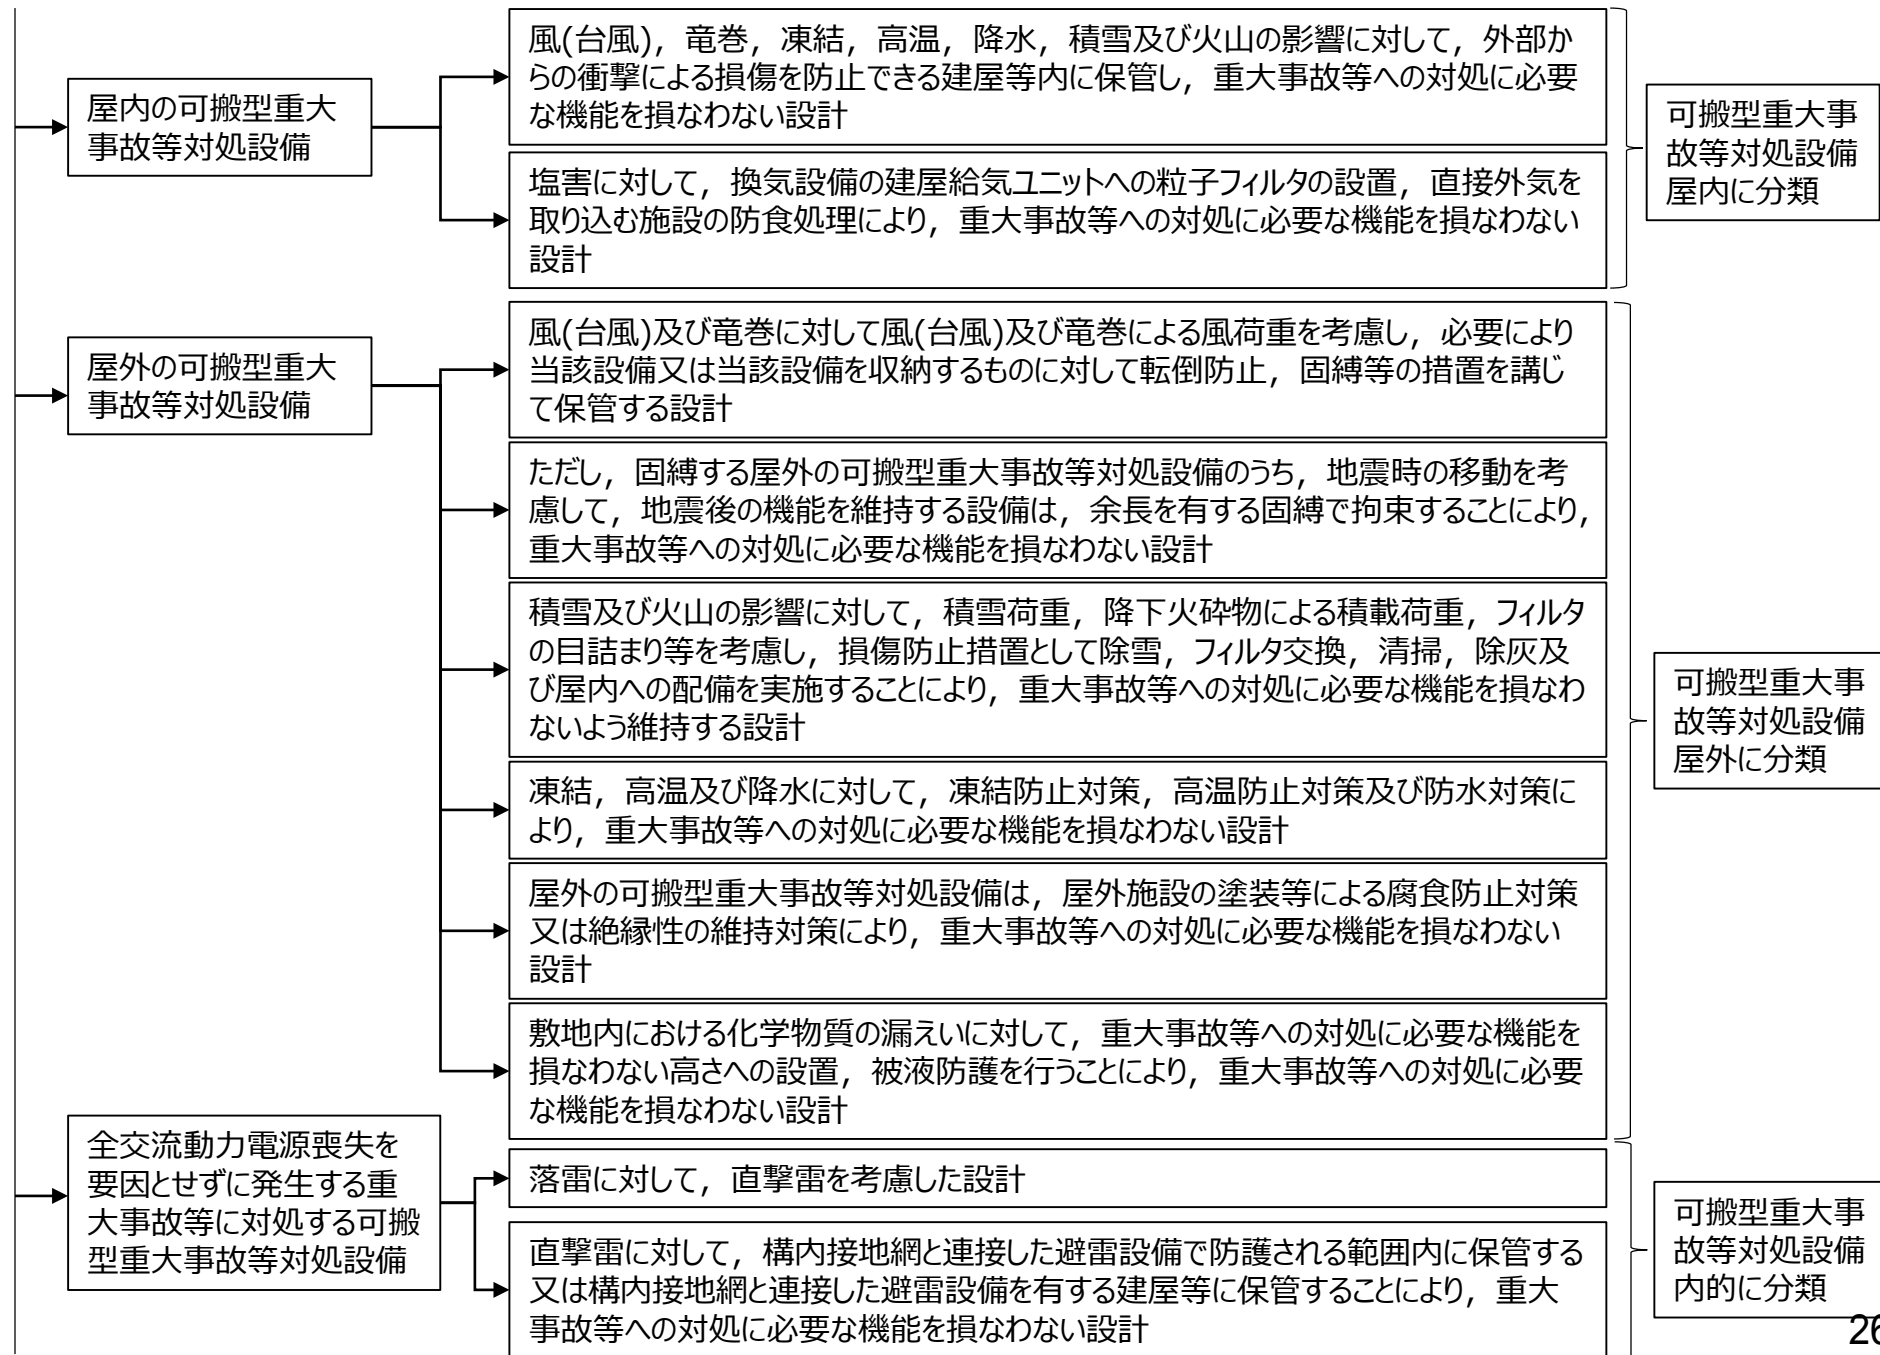 屋内の可搬型重大
事故等対処設備
風(台風)，竜巻，凍結，高温，降水，積雪及び火山の影響に対して，外部か
らの衝撃による損傷を防止できる建屋等内に保管し，重大事故等への対処に必要
な機能を損なわない設計
塩害に対して，換気設備の建屋給気ユニットへの粒子フィルタの設置，直接外気を
取り込む施設の防食処理により，重大事故等への対処に必要な機能を損なわない
設計
可搬型重大事
故等対処設備
屋内に分類
屋外の可搬型重大
事故等対処設備
風(台風)及び竜巻に対して風(台風)及び竜巻による風荷重を考慮し，必要により
当該設備又は当該設備を収納するものに対して転倒防止，固縛等の措置を講じ
て保管する設計
ただし，固縛する屋外の可搬型重大事故等対処設備のうち，地震時の移動を考
慮して，地震後の機能を維持する設備は，余長を有する固縛で拘束することにより，
重大事故等への対処に必要な機能を損なわない設計
積雪及び火山の影響に対して，積雪荷重，降下火砕物による積載荷重，フィルタ
の目詰まり等を考慮し，損傷防止措置として除雪，フィルタ交換，清掃，除灰及
び屋内への配備を実施することにより，重大事故等への対処に必要な機能を損なわ
ないよう維持する設計
凍結，高温及び降水に対して，凍結防止対策，高温防止対策及び防水対策に
より，重大事故等への対処に必要な機能を損なわない設計
屋外の可搬型重大事故等対処設備は，屋外施設の塗装等による腐食防止対策
又は絶縁性の維持対策により，重大事故等への対処に必要な機能を損なわない
設計
敷地内における化学物質の漏えいに対して，重大事故等への対処に必要な機能を
損なわない高さへの設置，被液防護を行うことにより，重大事故等への対処に必要
な機能を損なわない設計
可搬型重大事
故等対処設備
屋外に分類
全交流動力電源喪失を
要因とせずに発生する重
大事故等に対処する可搬
型重大事故等対処設備
落雷に対して，直撃雷を考慮した設計
直撃雷に対して，構内接地網と連接した避雷設備で防護される範囲内に保管する
又は構内接地網と連接した避雷設備を有する建屋等に保管することにより，重大
事故等への対処に必要な機能を損なわない設計
可搬型重大事
故等対処設備
内的に分類
26